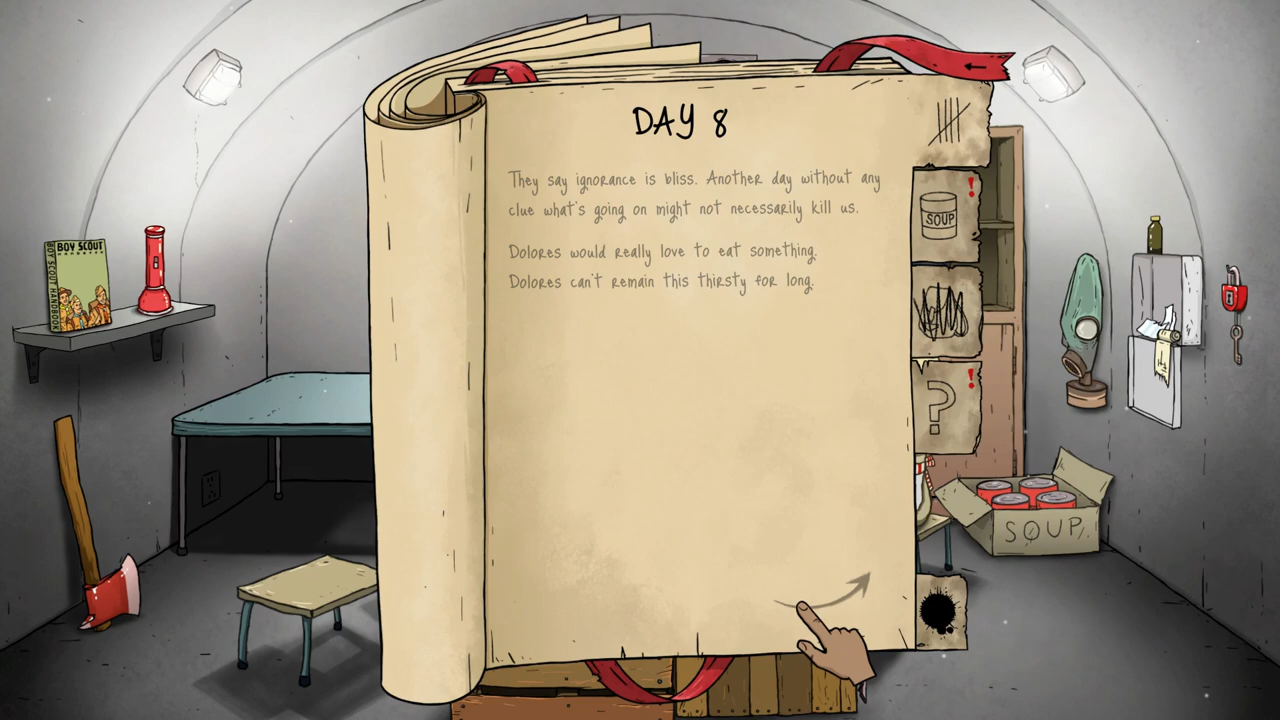 DAY 8
They say ignorance is bliss. Another day without any
clue what's going on might not necessarily kill us.
Dolores would really love to eat something.
Dolores can't remain this thirsty for long.
BOY SCOUT
BOY SCOUT HANDBOOK
SOUP
!
?
!
SOUP